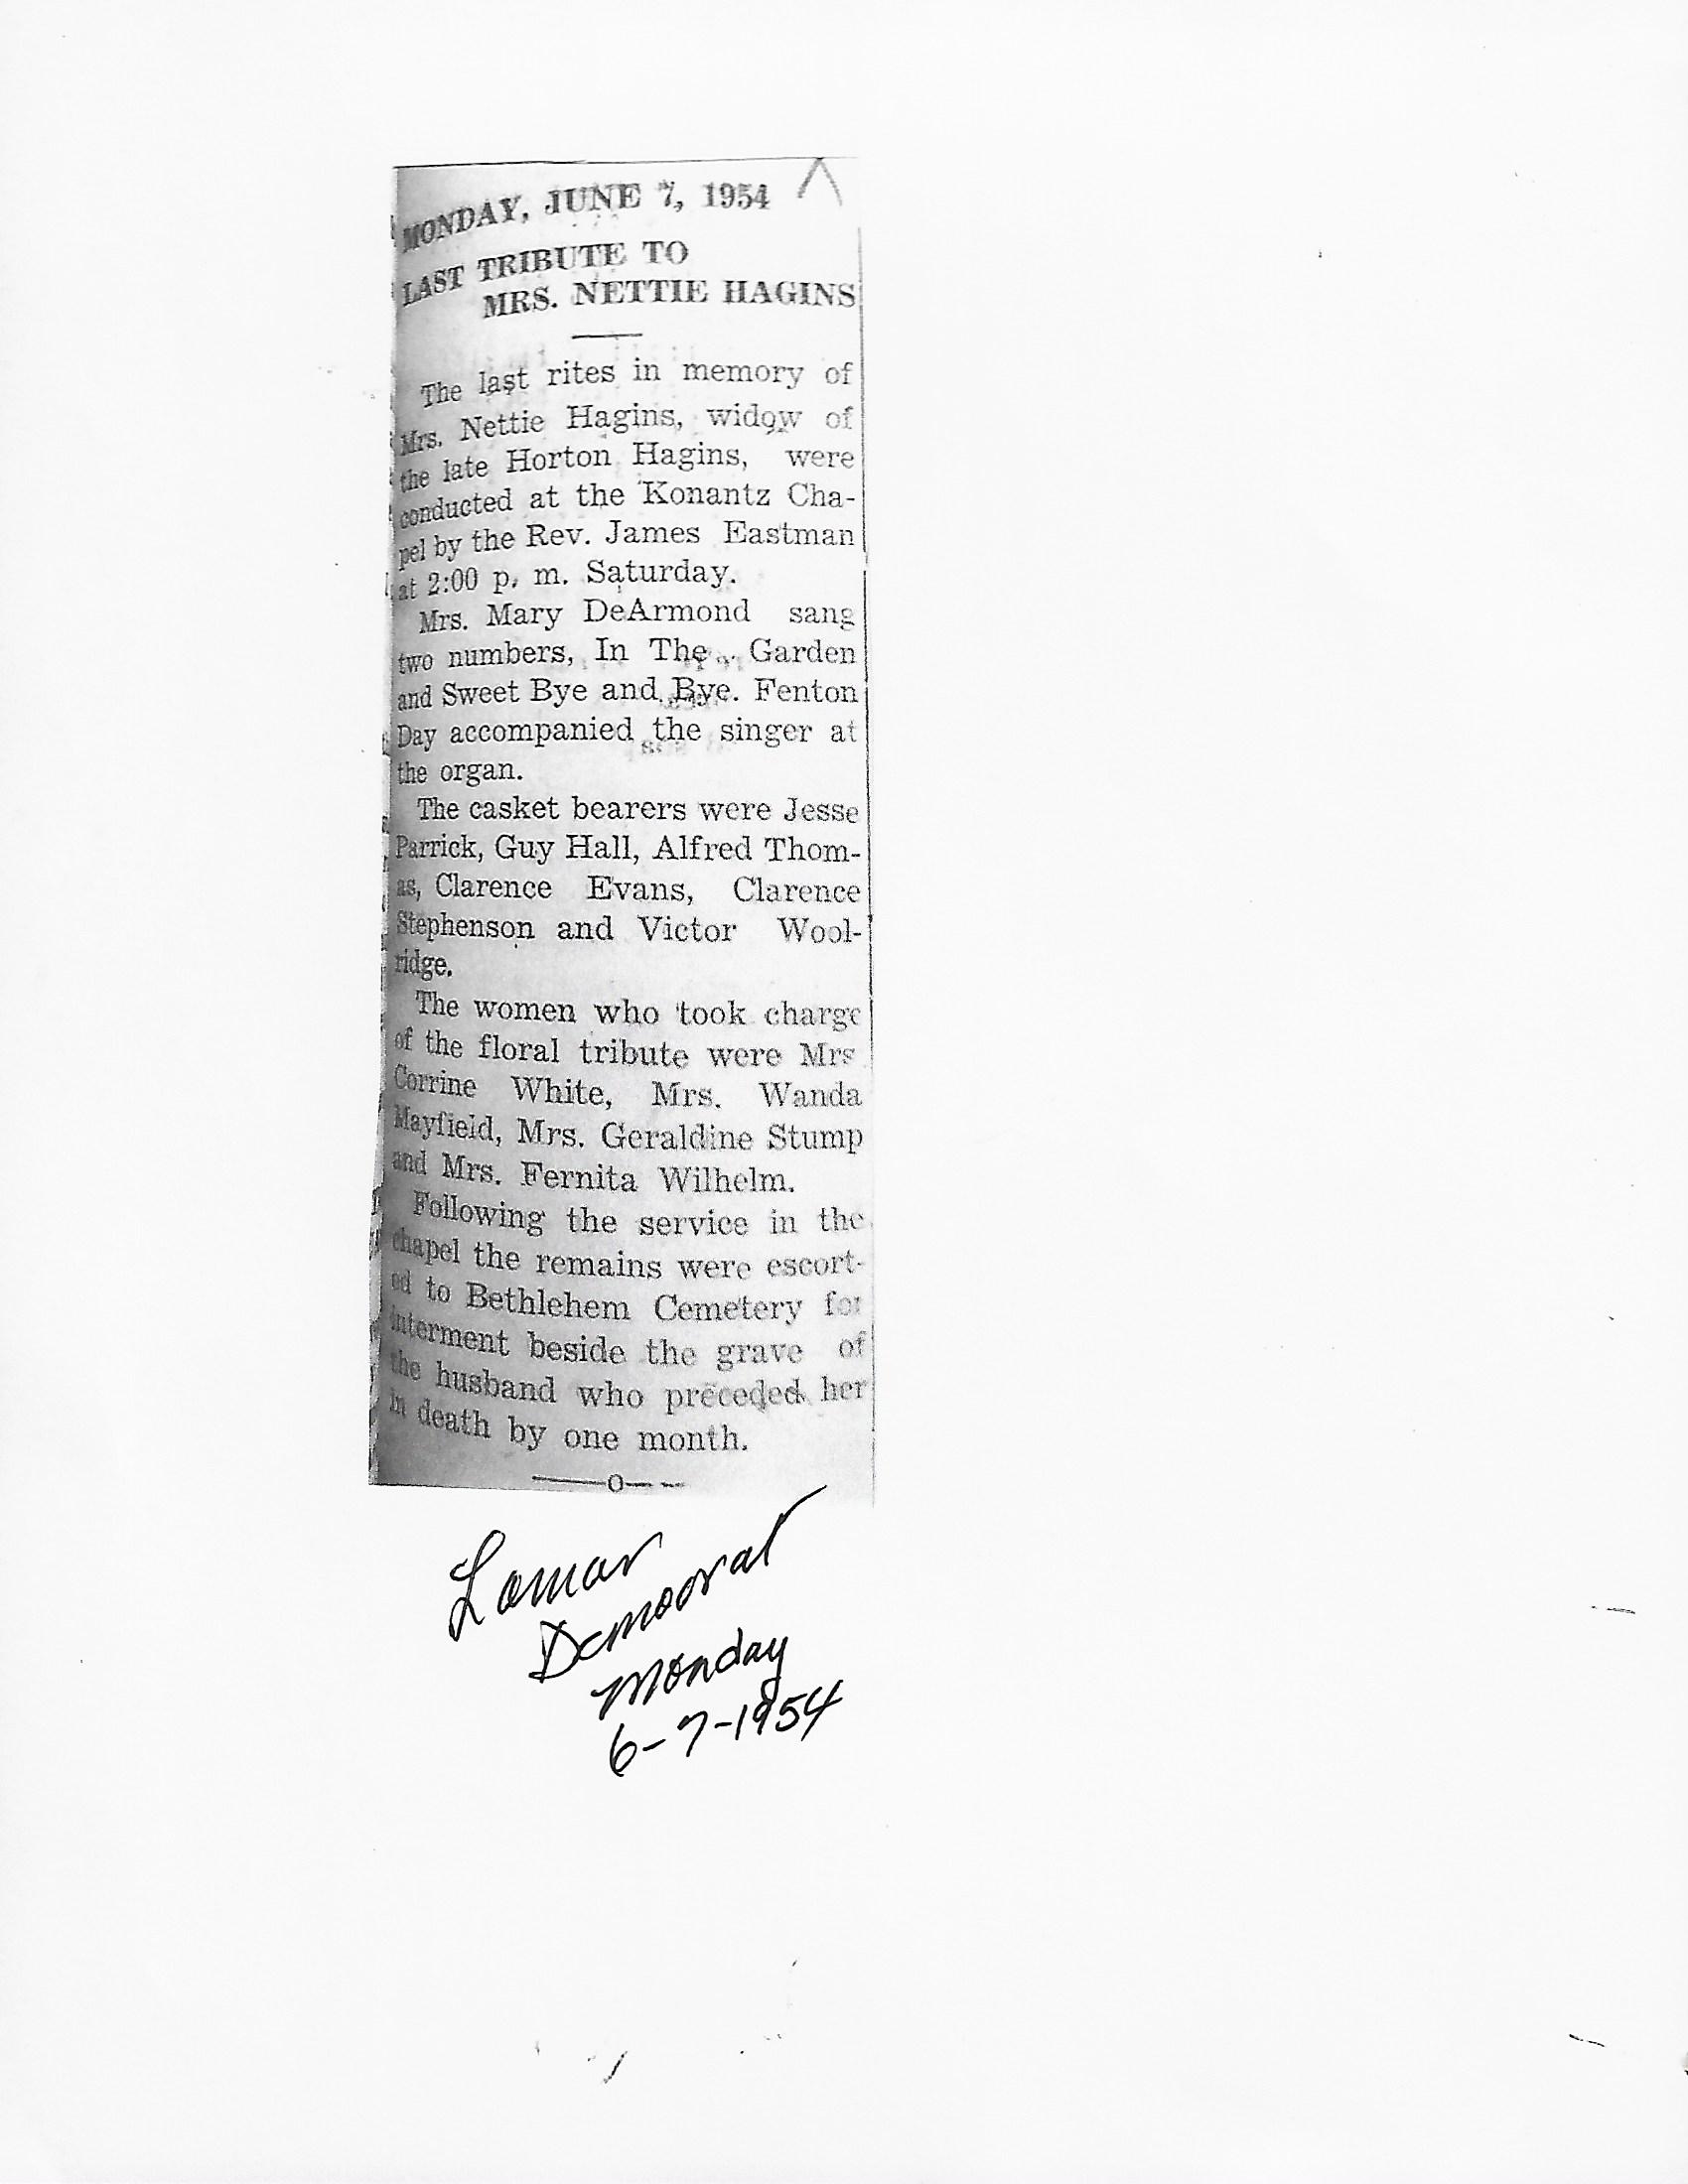 MONDAY, JUNE 7, 1954
LAST TRIBUTE TO
MRS. NETTIE HAGINS
The last rites in memory of
Mrs. Nettie Hagins, widow of
the late Horton Hagins, were
conducted at the Konantz Cha-
pel by the Rev. James Eastman
at 2:00 p. m. Saturday.
Mrs. Mary DeArmond sang
two numbers, In The Garden
and Sweet Bye and Bye. Fenton
Day accompanied the singer at
the organ.
The casket bearers were Jesse
Parrick, Guy Hall, Alfred Thom-
as, Clarence Evans, Clarence
Stephenson and Victor Wool-
ridge.
The women who took charge
of the floral tribute were Mrs
Corrine White, Mrs. Wanda
Mayfield, Mrs. Geraldine Stump
and Mrs. Fernita Wilhelm.
Following the service in the
chapel the remains were escort-
ed to Bethlehem Cemetery for
interment beside the grave of
the husband who preceded her
in death by one month.
——o——
Lamar
Democrat
Monday
6-7-1954